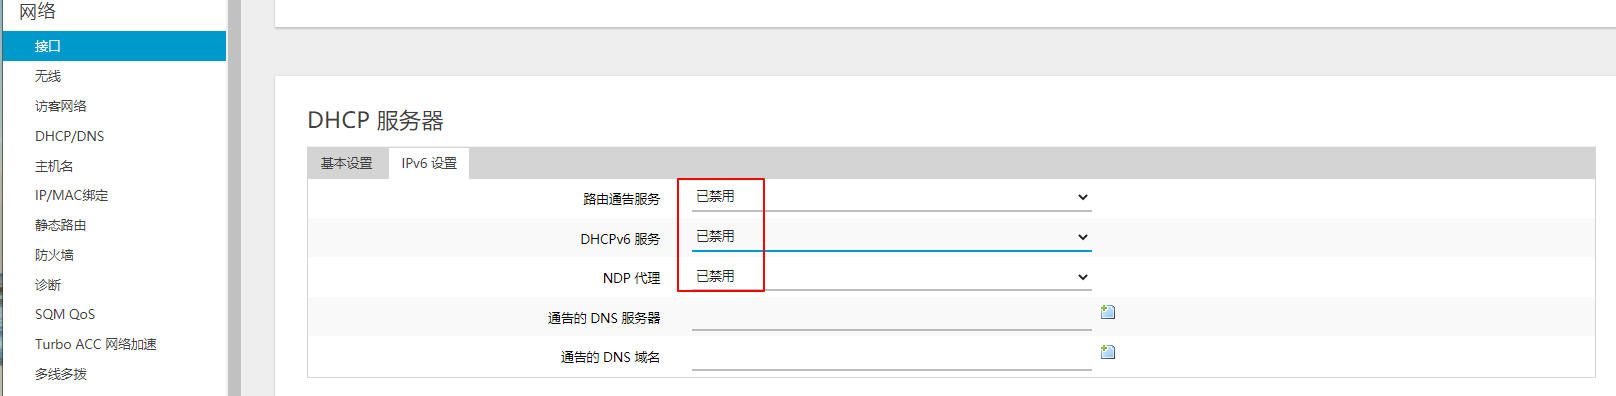 网络
接口
无线
访客网络
DHCP/DNS
主机名
IP/MAC绑定
静态路由
防火墙
诊断
SQM QoS
Turbo ACC 网络加速
多线多拨
DHCP 服务器
基本设置 IPv6 设置
路由通告服务 已禁用
DHCPv6 服务 已禁用
NDP 代理 已禁用
通告的 DNS 服务器
通告的 DNS 域名